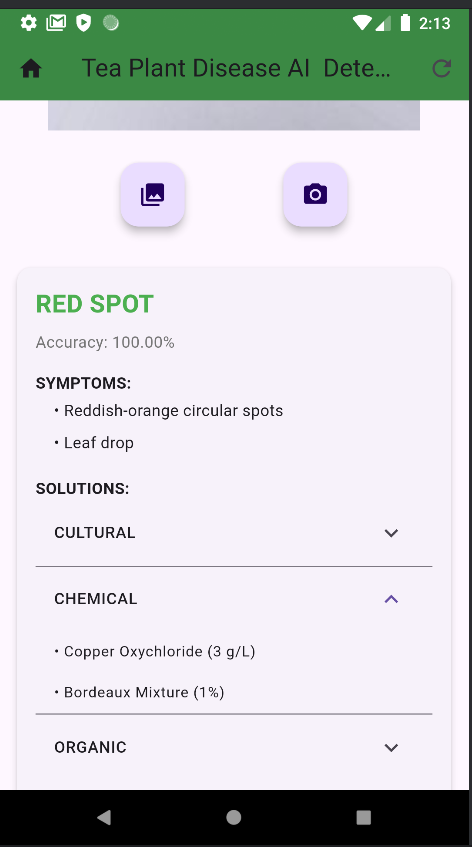 2:13
Tea Plant Disease AI Dete...
RED SPOT
Accuracy: 100.00%
SYMPTOMS:
• Reddish-orange circular spots
• Leaf drop
SOLUTIONS:
CULTURAL
CHEMICAL
• Copper Oxychloride (3 g/L)
• Bordeaux Mixture (1%)
ORGANIC